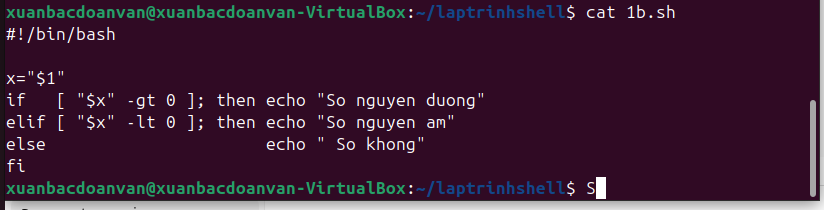 xuanbacdoanvan@xuanbacdoanvan-VirtualBox:~/laptrinhshell$ cat 1b.sh
#!/bin/bash
x="$1"
if   [ "$x" -gt 0 ]; then echo "So nguyen duong"
elif [ "$x" -lt 0 ]; then echo "So nguyen am"
else                      echo " So khong"
fi
xuanbacdoanvan@xuanbacdoanvan-VirtualBox:~/laptrinhshell$ S